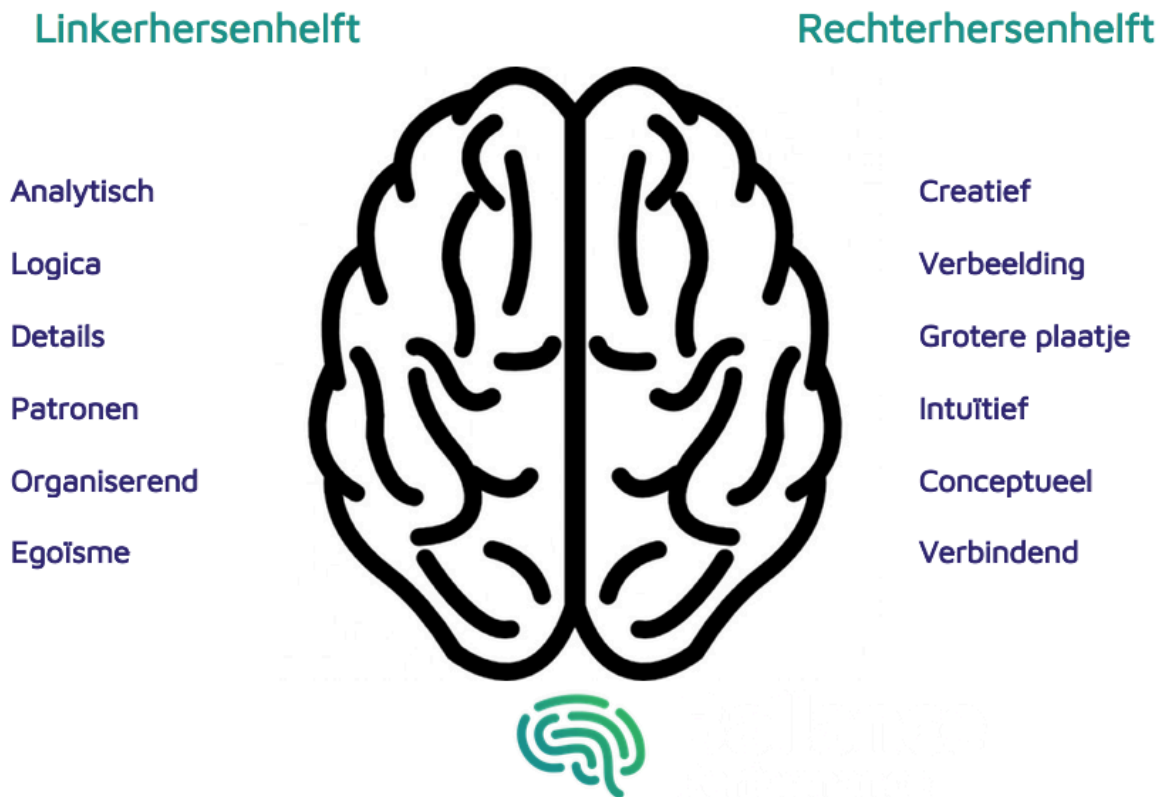 Linkerhersenhelft
Rechterhersenhelft
Analytisch
Logica
Details
Patronen
Organiserend
Egoïsme
Creatief
Verbeelding
Grotere plaatje
Intuïtief
Conceptueel
Verbindend